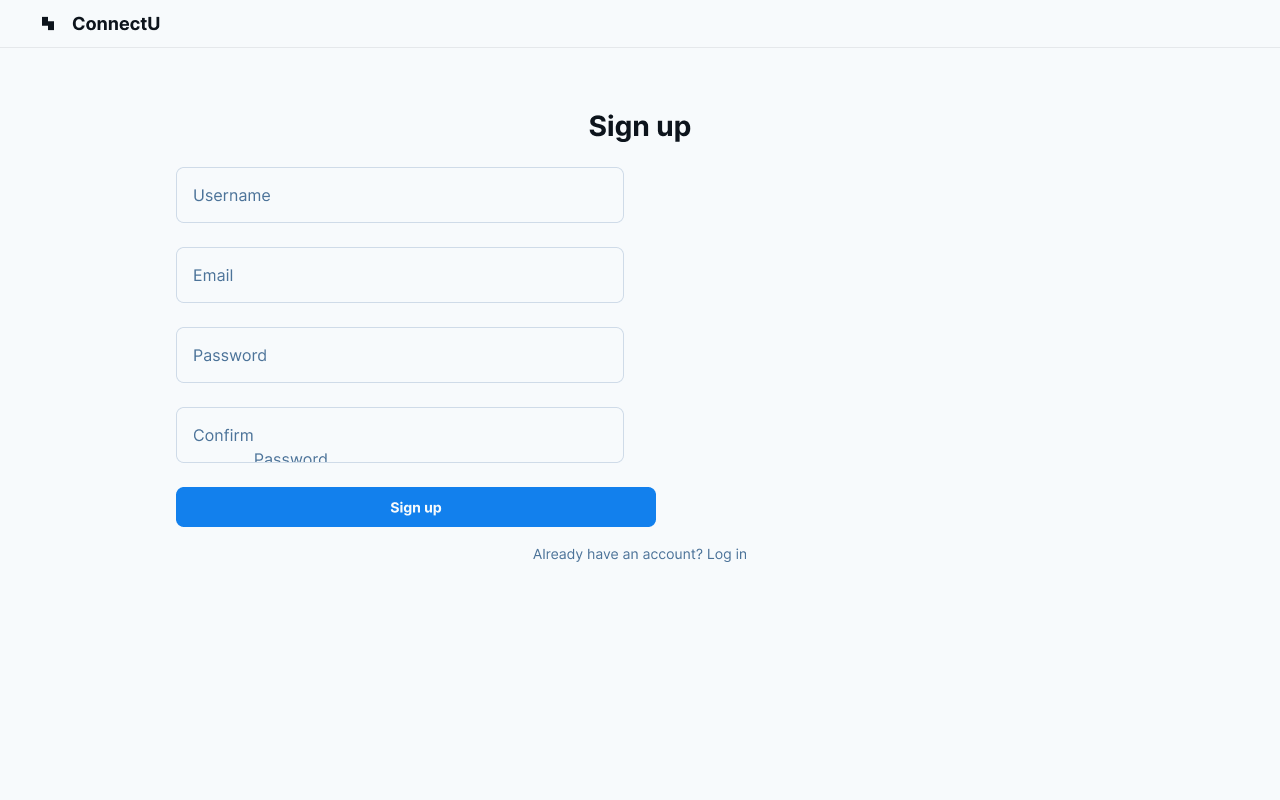 ConnectU
Sign up
Username
Email
Password
Confirm
Password
Sign up
Already have an account? Log in